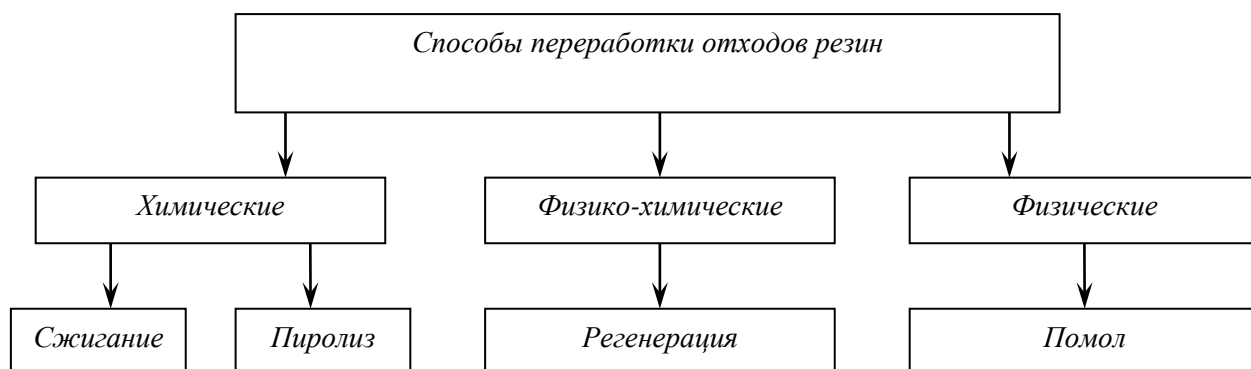 Способы переработки отходов резин
Химические
Физико-химические
Физические
Сжигание
Пиролиз
Регенерация
Помол